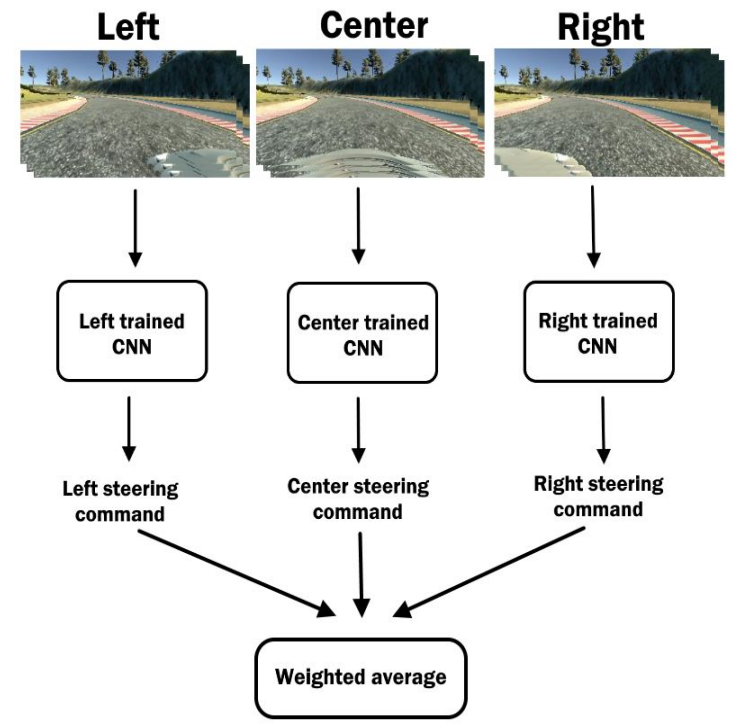 Left
Center
Right
Left trained
CNN
Center trained
CNN
Right trained
CNN
Left steering
command
Center steering
command
Right steering
command
Weighted average